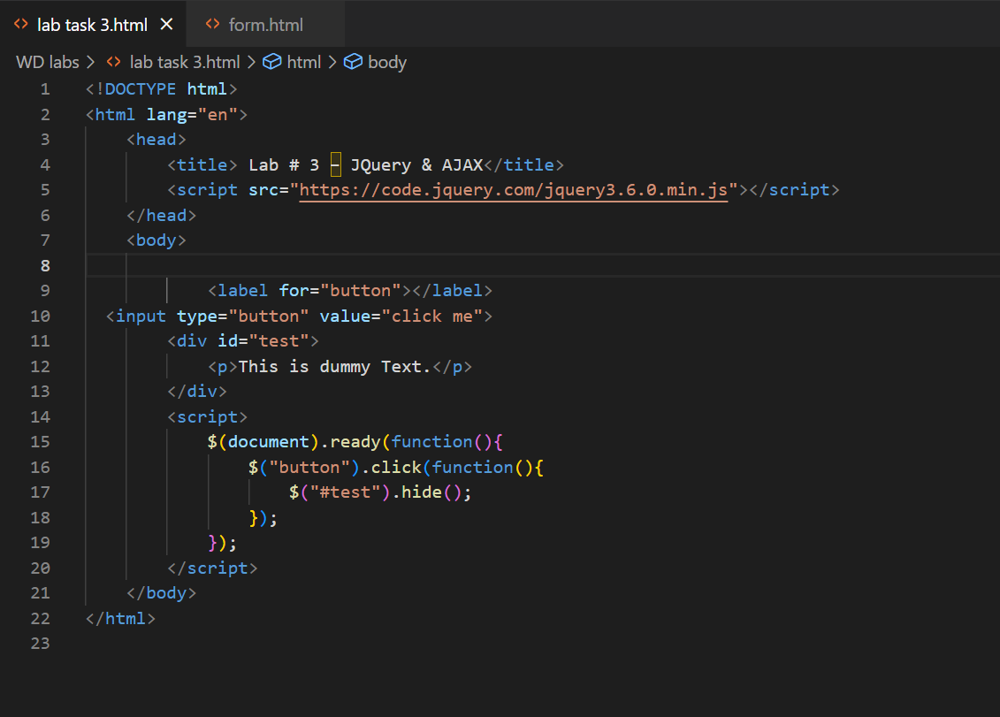 lab task 3.html
form.html
WD labs > lab task 3.html > html > body
1 <!DOCTYPE html>
2 <html lang="en">
3     <head>
4         <title> Lab # 3 – JQuery & AJAX</title>
5         <script src="https://code.jquery.com/jquery3.6.0.min.js"></script>
6     </head>
7     <body>
8
9             <label for="button"></label>
10   <input type="button" value="click me">
11         <div id="test">
12             <p>This is dummy Text.</p>
13         </div>
14         <script>
15             $(document).ready(function(){
16                 $("button").click(function(){
17                     $("#test").hide();
18                 });
19             });
20         </script>
21     </body>
22 </html>
23